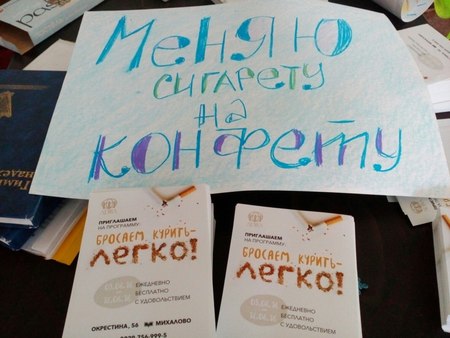 Меняю
сигарету
на
конфету
ПРИГЛАШАЕМ
НА ПРОГРАММУ:
БРОСАЕМ КУРИТЬ-
ЛЕГКО!
ЕЖЕДНЕВНО
БЕСПЛАТНО
С УДОВОЛЬСТВИЕМ
ОКРЕСТИНА, 56 М МИХАЛОВО
ПРИГЛАШАЕМ
НА ПРОГРАММУ:
БРОСАЕМ КУРИТЬ-
ЛЕГКО!
ЕЖЕДНЕВНО
БЕСПЛАТНО
С УДОВОЛЬСТВИЕМ